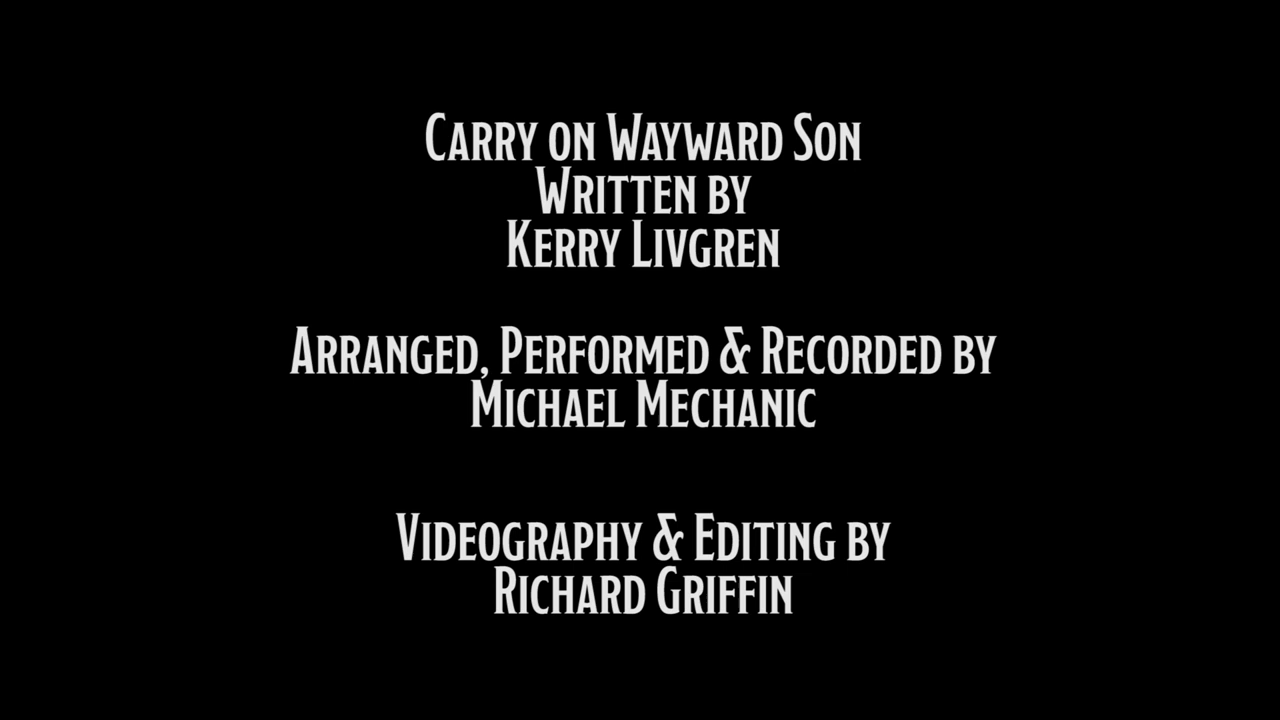 Carry on Wayward Son
Written by
Kerry Livgren
Arranged, Performed & Recorded by
Michael Mechanic
Videography & Editing by
Richard Griffin